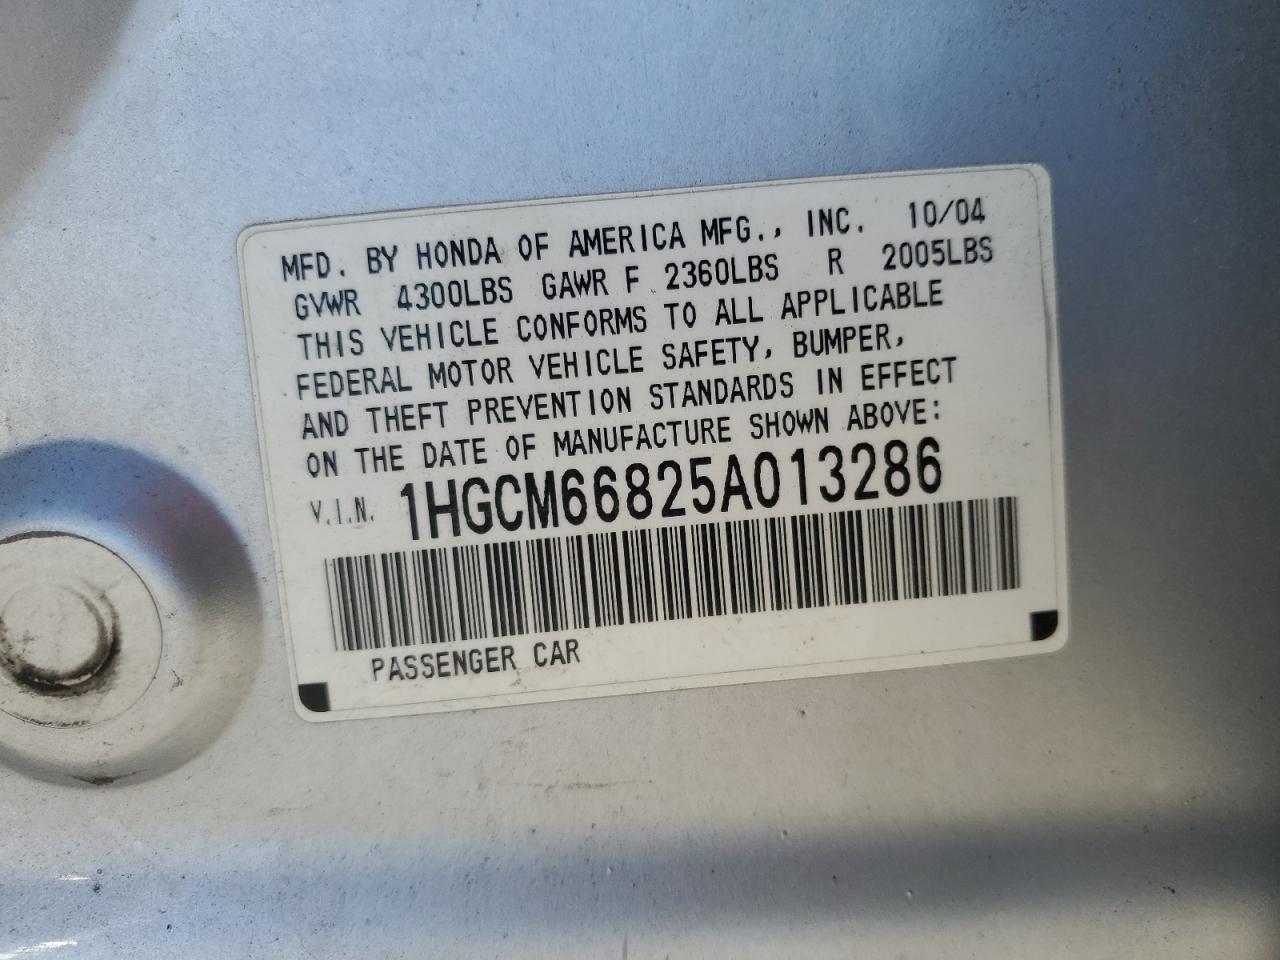 MFD. BY HONDA OF AMERICA MFG., INC. 10/04
GVWR 4300LBS GAWR F 2360LBS R 2005LBS
THIS VEHICLE CONFORMS TO ALL APPLICABLE
FEDERAL MOTOR VEHICLE SAFETY, BUMPER,
AND THEFT PREVENTION STANDARDS IN EFFECT
ON THE DATE OF MANUFACTURE SHOWN ABOVE:
V.I.N. 1HGCM66825A013286
PASSENGER CAR